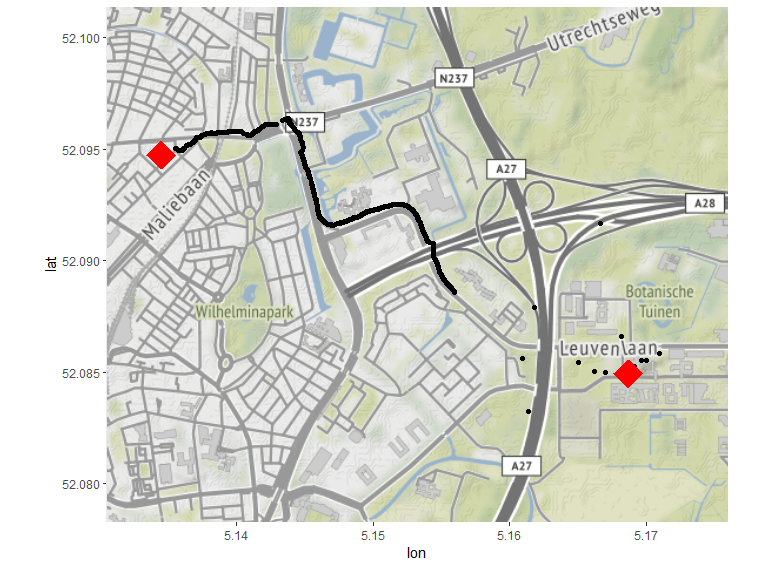 52.100
52.095
52.090
52.085
52.080
lat
Utrechtseweg
N237
N237
A27
A28
Maliebaan
Wilhelminapark
Botanische
Tuinen
Leuvenlaan
A27
5.14
5.15
5.16
5.17
lon